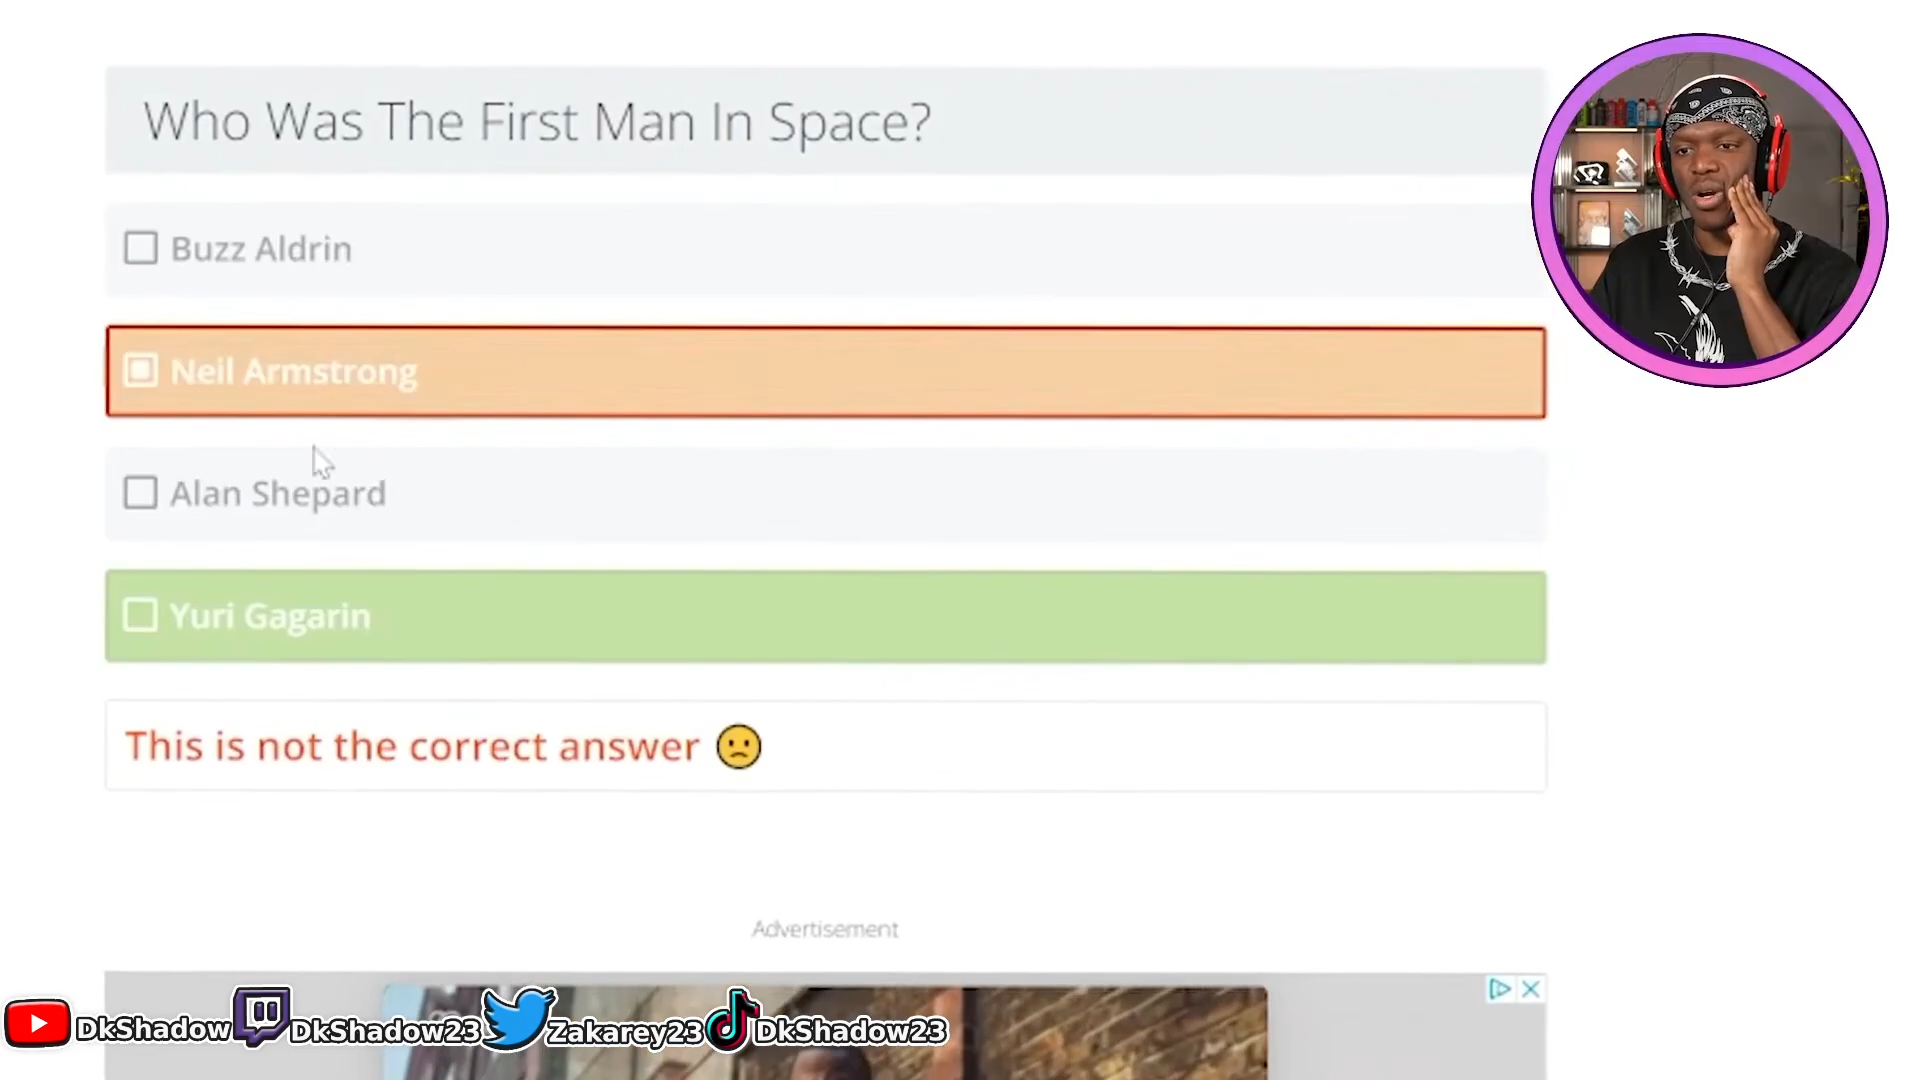 Who Was The First Man In Space?
Buzz Aldrin
Neil Armstrong
Alan Shepard
Yuri Gagarin
This is not the correct answer
Advertisement
DkShadow DkShadow23 Zakarey23 DkShadow23